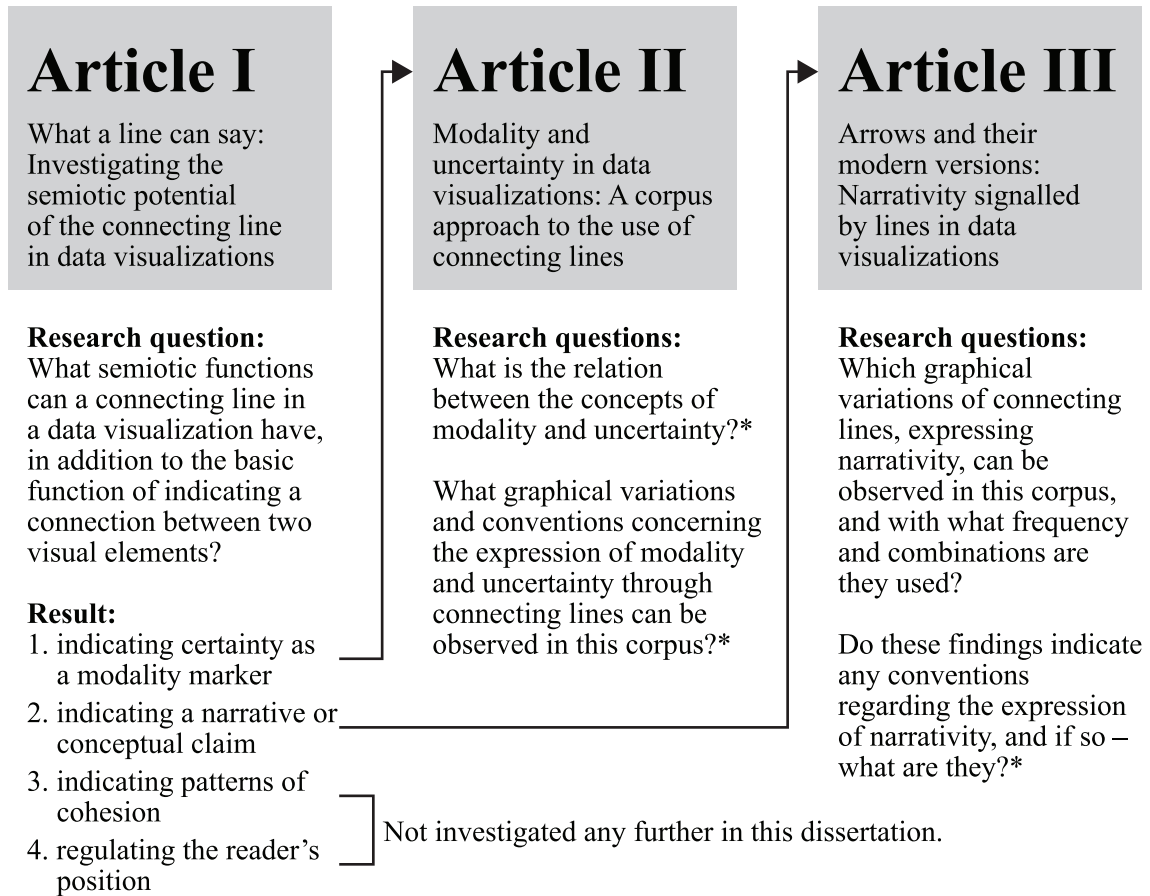 Article I
What a line can say:
Investigating the
semiotic potential
of the connecting line
in data visualizations
Research question:
What semiotic functions
can a connecting line in
a data visualization have,
in addition to the basic
function of indicating a
connection between two
visual elements?
Result:
1. indicating certainty as
a modality marker
2. indicating a narrative or
conceptual claim
3. indicating patterns of
cohesion
4. regulating the reader’s
position
Not investigated any further in this dissertation.
Article II
Modality and
uncertainty in data
visualizations: A corpus
approach to the use of
connecting lines
Research questions:
What is the relation
between the concepts of
modality and uncertainty?*
What graphical variations
and conventions concerning
the expression of modality
and uncertainty through
connecting lines can be
observed in this corpus?*
Article III
Arrows and their
modern versions:
Narrativity signalled
by lines in data
visualizations
Research questions:
Which graphical
variations of connecting
lines, expressing
narrativity, can be
observed in this corpus,
and with what frequency
and combinations are
they used?
Do these findings indicate
any conventions
regarding the expression
of narrativity, and if so –
what are they?*